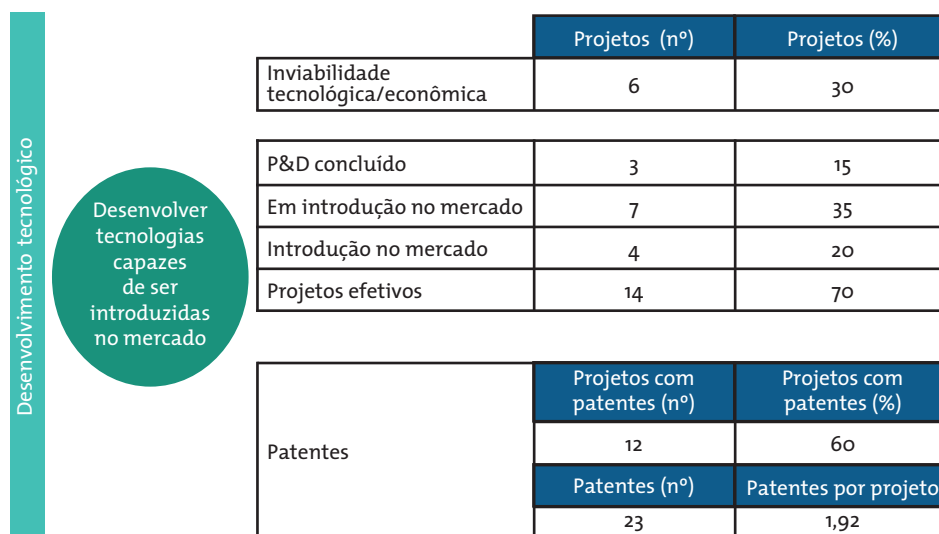 Desenvolvimento tecnológico
Desenvolver
tecnologias
capazes
de ser
introduzidas
no mercado
Projetos (nº) Projetos (%)
Inviabilidade
tecnológica/econômica 6 30
P&D concluído 3 15
Em introdução no mercado 7 35
Introdução no mercado 4 20
Projetos efetivos 14 70
Patentes
Projetos com
patentes (nº)
Projetos com
patentes (%)
12 60
Patentes (nº) Patentes por projeto
23 1,92